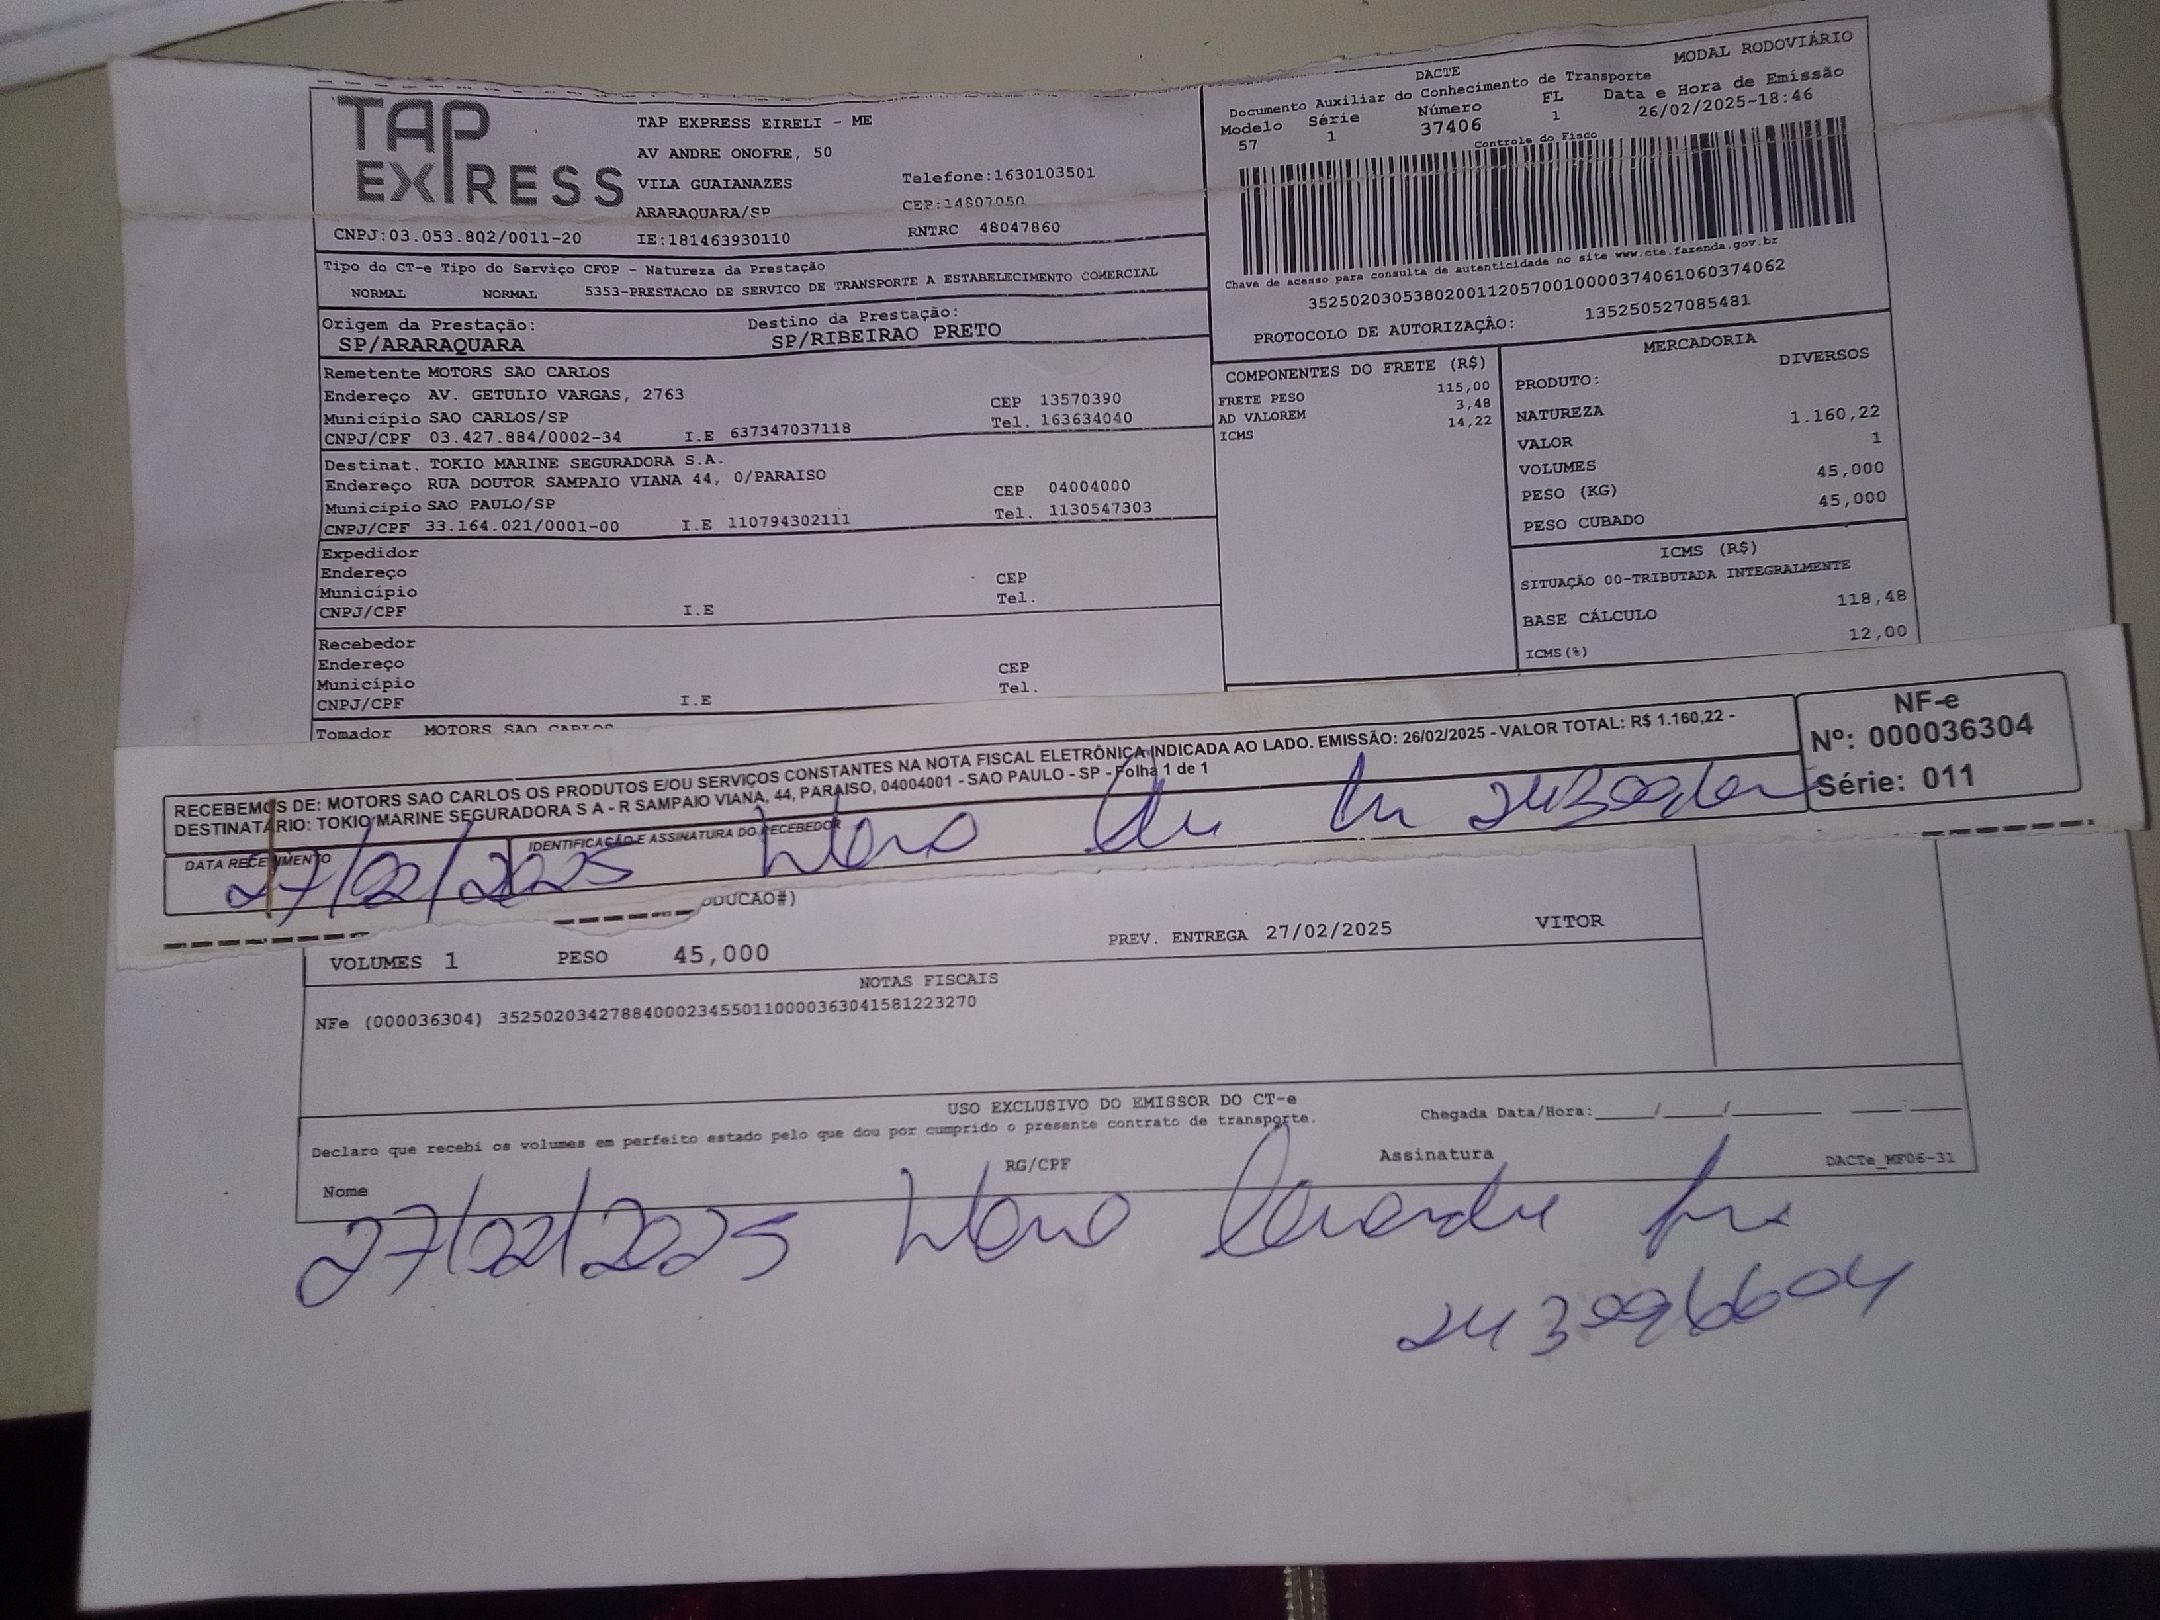 TAP EXPRESS
TAP EXPRESS EIRELI - ME
AV ANDRE ONOFRE, 50
VILA GUAIANAZES
ARARAQUARA/SP
Telefone:1630103501
CEP:14807050
CNPJ:03.053.802/0011-20 IE:181463930110 RNTRC 48047860
MODAL RODOVIÁRIO
DACTE
Documento Auxiliar do Conhecimento de Transporte
Modelo Série Número FL Data e Hora de Emissão
57 1 37406 1 26/02/2025-18:46
Controle do Fisco
Chave de acesso para consulta de autenticidade no site www.cte.fazenda.gov.br
35250203053802001120570010000374061060374062
PROTOCOLO DE AUTORIZAÇÃO: 135250527085481
Tipo do CT-e Tipo do Serviço CFOP - Natureza da Prestação
NORMAL NORMAL 5353-PRESTACAO DE SERVICO DE TRANSPORTE A ESTABELECIMENTO COMERCIAL
Origem da Prestação: Destino da Prestação:
SP/ARARAQUARA SP/RIBEIRAO PRETO
Remetente MOTORS SAO CARLOS
Endereço AV. GETULIO VARGAS, 2763 CEP 13570390
Município SAO CARLOS/SP Tel. 163634040
CNPJ/CPF 03.427.884/0002-34 I.E 637347037118
Destinat. TOKIO MARINE SEGURADORA S.A.
Endereço RUA DOUTOR SAMPAIO VIANA 44, 0/PARAISO CEP 04004000
Município SAO PAULO/SP Tel. 1130547303
CNPJ/CPF 33.164.021/0001-00 I.E 110794302111
Expedidor
Endereço CEP
Município Tel.
CNPJ/CPF I.E
Recebedor
Endereço CEP
Município Tel.
CNPJ/CPF I.E
Tomador MOTORS SAO CARLOS
COMPONENTES DO FRETE (R$)
FRETE PESO 115,00
AD VALOREM 3,48
ICMS 14,22
MERCADORIA
PRODUTO: DIVERSOS
NATUREZA
VALOR 1.160,22
VOLUMES 1
PESO (KG) 45,000
PESO CUBADO 45,000
ICMS (R$)
SITUAÇÃO 00-TRIBUTADA INTEGRALMENTE
BASE CÁLCULO 118,48
ICMS(%) 12,00
RECEBEMOS DE: MOTORS SAO CARLOS OS PRODUTOS E/OU SERVIÇOS CONSTANTES NA NOTA FISCAL ELETRÔNICA INDICADA AO LADO. EMISSÃO: 26/02/2025 - VALOR TOTAL: R$ 1.160,22 -
DESTINATÁRIO: TOKIO MARINE SEGURADORA S A - R SAMPAIO VIANA, 44, PARAISO, 04004001 - SAO PAULO - SP - Folha 1 de 1
NF-e
Nº: 000036304
Série: 011
DATA RECEBIMENTO IDENTIFICAÇÃO E ASSINATURA DO RECEBEDOR
27/02/2025
ODUCAO#)
VOLUMES 1 PESO 45,000 PREV. ENTREGA 27/02/2025 VITOR
NOTAS FISCAIS
NFe (000036304) 35250203427884000234550110000363041581223270
USO EXCLUSIVO DO EMISSOR DO CT-e
Declaro que recebi os volumes em perfeito estado pelo que dou por cumprido o presente contrato de transporte. Chegada Data/Hora:_____/_____/_______ ____:____
Nome RG/CPF Assinatura DACTe_MF06-31
27/02/2025